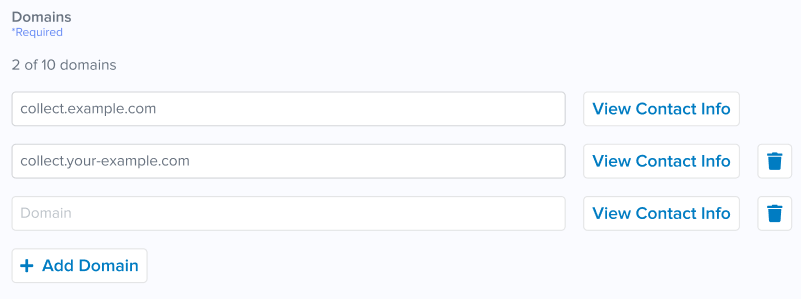 Domains
*Required
2 of 10 domains
collect.example.com View Contact Info
collect.your-example.com View Contact Info
Domain View Contact Info
+ Add Domain